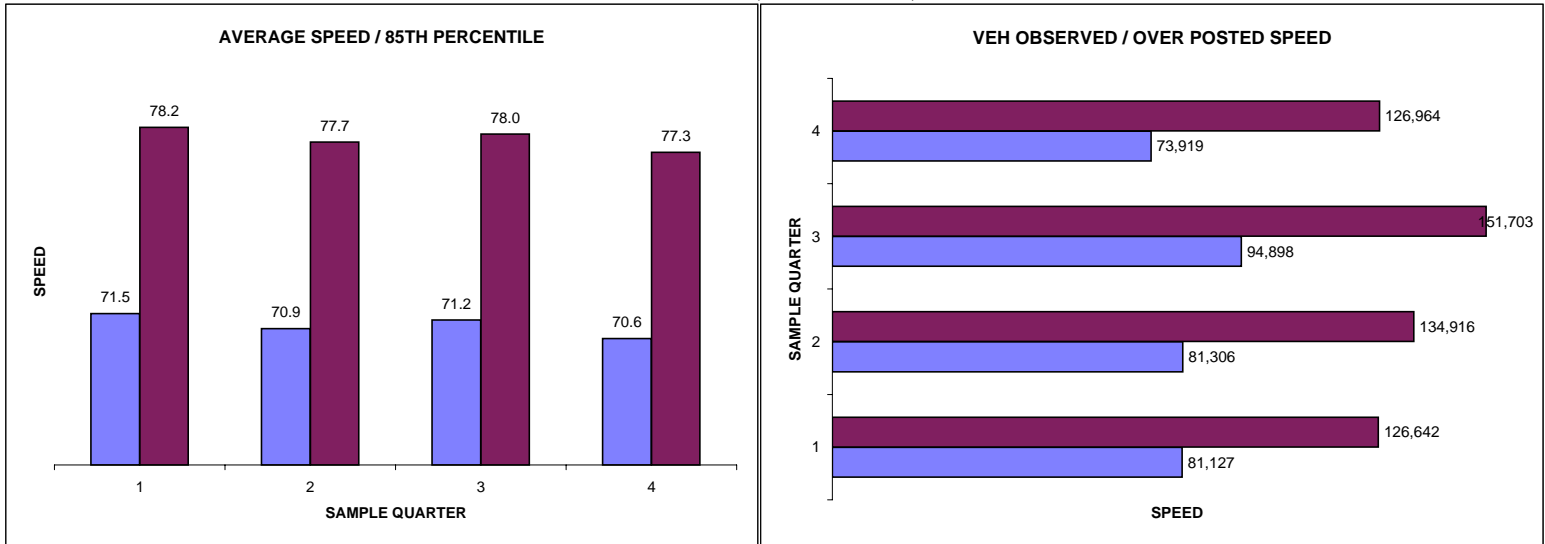 AVERAGE SPEED / 85TH PERCENTILE
78.2
77.7
78.0
77.3
71.5
70.9
71.2
70.6
SPEED
1 2 3 4
SAMPLE QUARTER
VEH OBSERVED / OVER POSTED SPEED
4
126,964
73,919
3
151,703
94,898
2
134,916
81,306
1
126,642
81,127
SAMPLE QUARTER
SPEED